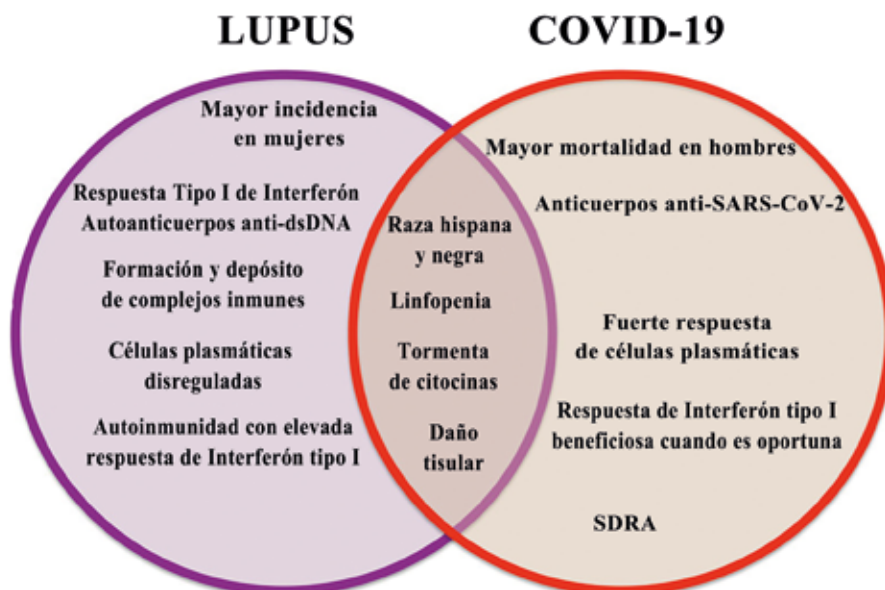 LUPUS
COVID-19
Mayor incidencia
en mujeres
Respuesta Tipo I de Interferón
Autoanticuerpos anti-dsDNA
Formación y depósito
de complejos inmunes
Células plasmáticas
disreguladas
Autoinmunidad con elevada
respuesta de Interferón tipo I
Raza hispana
y negra
Linfopenia
Tormenta
de citocinas
Daño
tisular
Mayor mortalidad en hombres
Anticuerpos anti-SARS-CoV-2
Fuerte respuesta
de células plasmáticas
Respuesta de Interferón tipo I
beneficiosa cuando es oportuna
SDRA